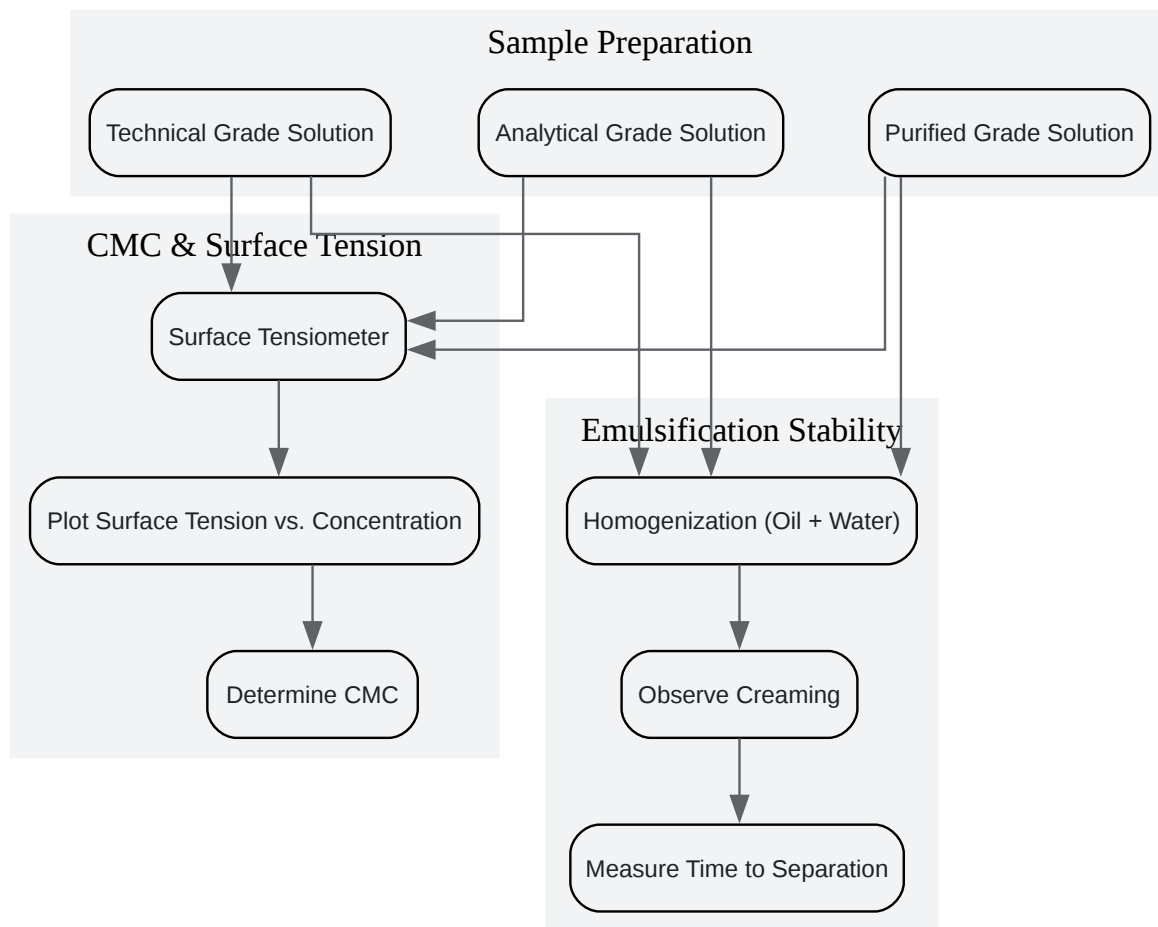 Sample Preparation
Technical Grade Solution
Analytical Grade Solution
Purified Grade Solution
CMC & Surface Tension
Surface Tensiometer
Plot Surface Tension vs. Concentration
Determine CMC
Emulsification Stability
Homogenization (Oil + Water)
Observe Creaming
Measure Time to Separation